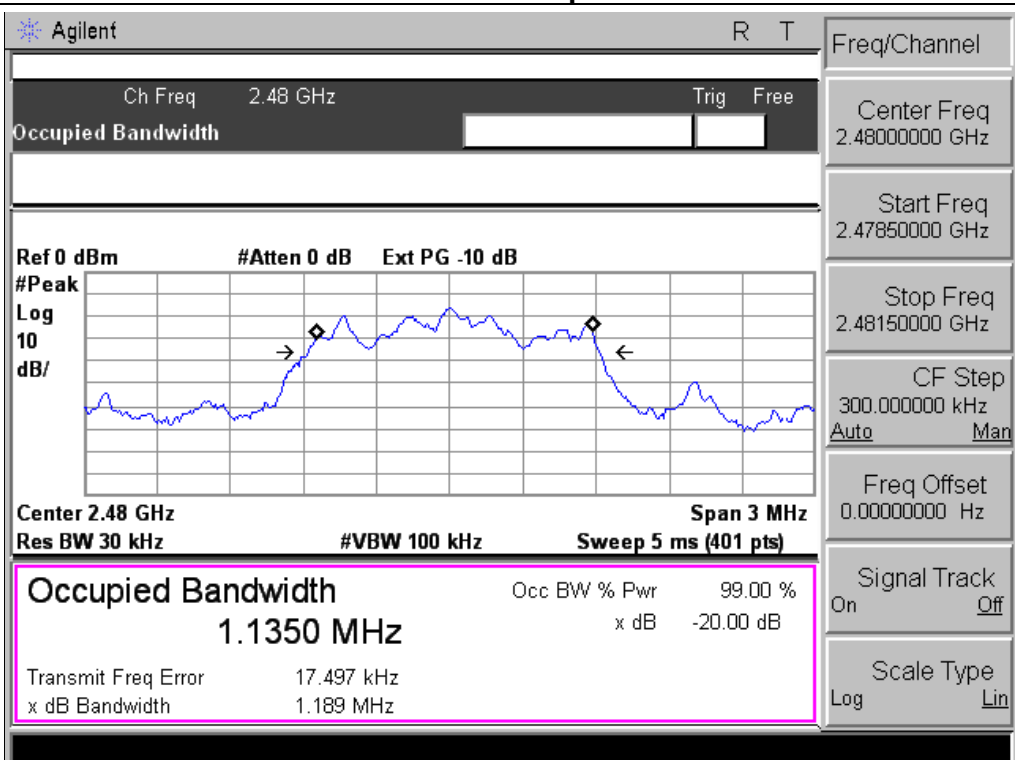 Agilent R T
Ch Freq 2.48 GHz Trig Free
Occupied Bandwidth
Ref 0 dBm #Atten 0 dB Ext PG -10 dB
#Peak
Log
10
dB/
Center 2.48 GHz Span 3 MHz
Res BW 30 kHz #VBW 100 kHz Sweep 5 ms (401 pts)
Occupied Bandwidth Occ BW % Pwr 99.00 %
1.1350 MHz x dB -20.00 dB
Transmit Freq Error 17.497 kHz
x dB Bandwidth 1.189 MHz
Freq/Channel
Center Freq
2.48000000 GHz
Start Freq
2.47850000 GHz
Stop Freq
2.48150000 GHz
CF Step
300.000000 kHz
Auto Man
Freq Offset
0.00000000 Hz
Signal Track
On Off
Scale Type
Log Lin